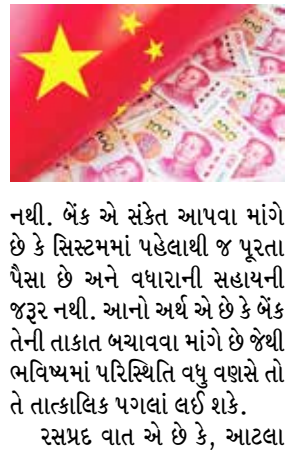 નથી. બેંક એ સંકેત આપવા માંગે
છે કે સિસ્ટમમાં પહેલાથી જ પૂરતા
પૈસા છે અને વધારાની સહાયની
જરૂર નથી. આનો અર્થ એ છે કે બેંક
તેની તાકાત બચાવવા માંગે છે જેથી
ભવિષ્યમાં પરિસ્થિતિ વધુ વણસે તો
તે તાત્કાલિક પગલાં લઈ શકે.
રસપ્રદ વાત એ છે કે, આટલા